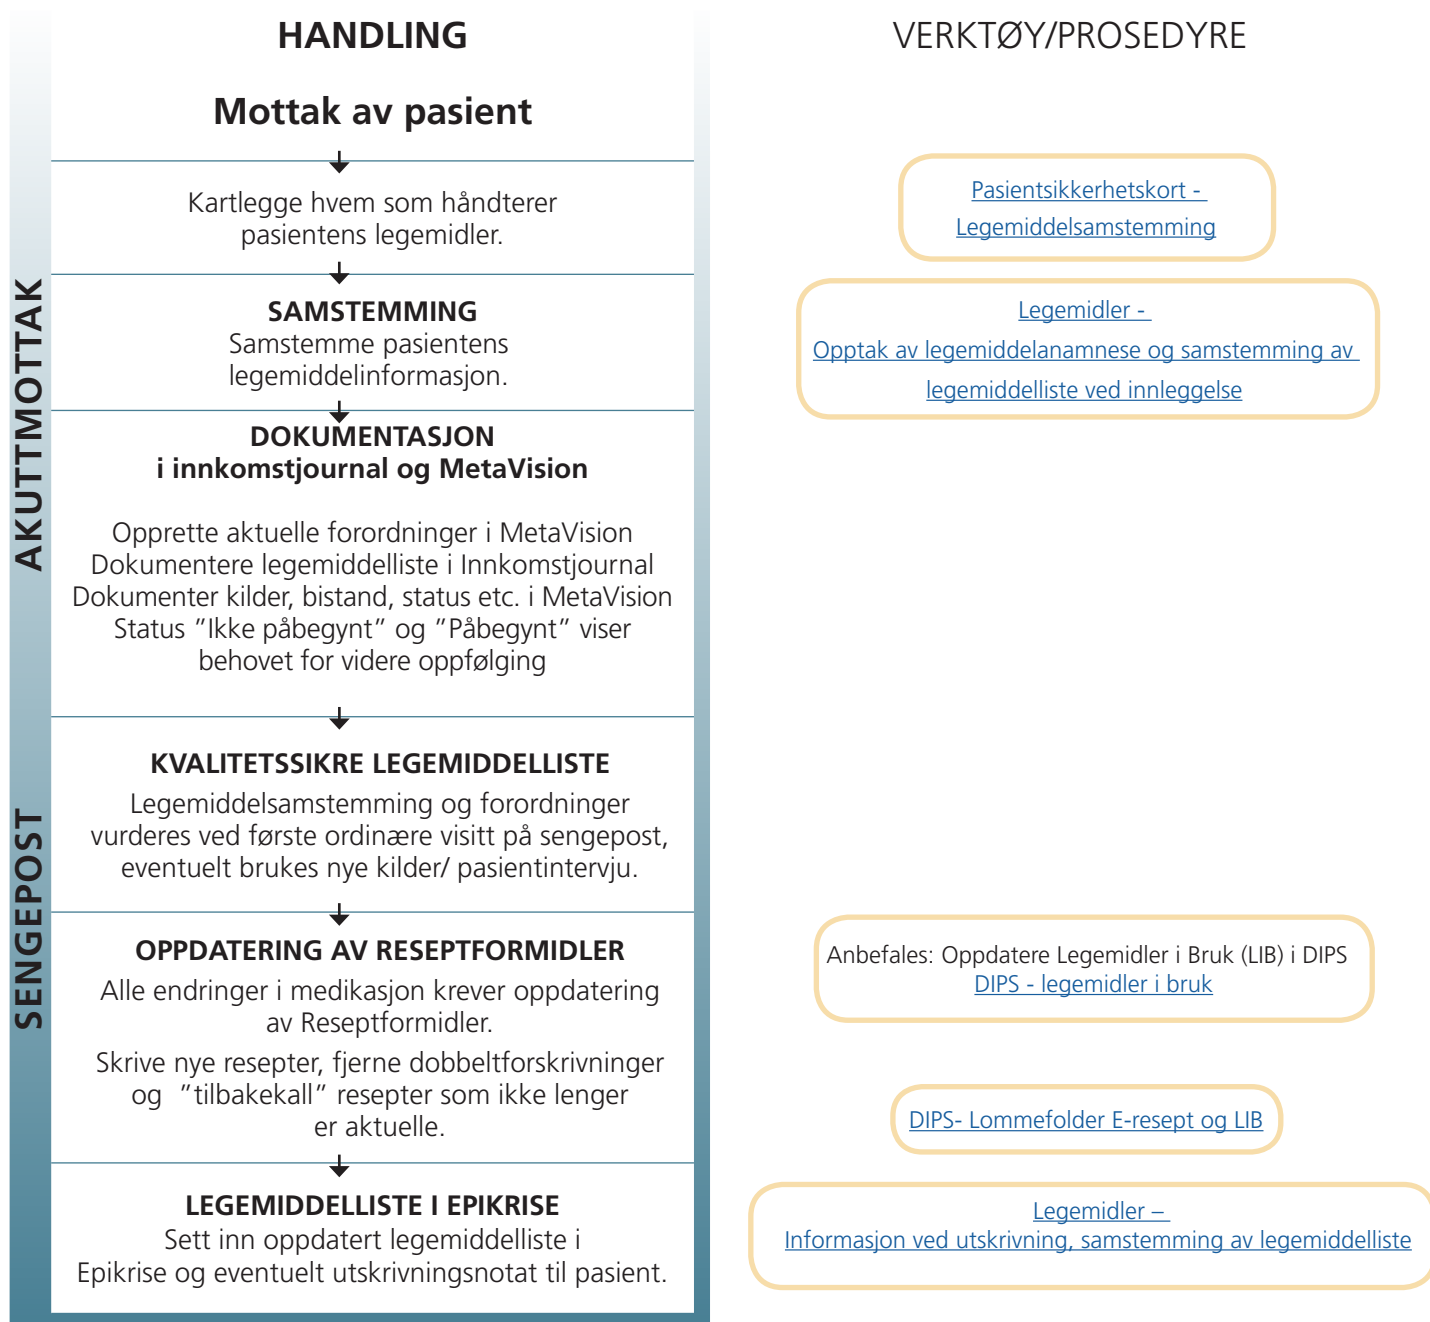 HANDLING
VERKTØY/PROSEDYRE
Mottak av pasient
AKUTTMOTTAK
Kartlegge hvem som håndterer
pasientens legemidler.
Pasientsikkerhetskort -
Legemiddelsamstemming
SAMSTEMMING
Samstemme pasientens
legemiddelinformasjon.
Legemidler -
Opptak av legemiddelanamnese og samstemming av
legemiddelliste ved innleggelse
DOKUMENTASJON
i innkomstjournal og MetaVision
Opprette aktuelle forordninger i MetaVision
Dokumentere legemiddelliste i Innkomstjournal
Dokumenter kilder, bistand, status etc. i MetaVision
Status ”Ikke påbegynt” og ”Påbegynt” viser
behovet for videre oppfølging
SENGEPOST
KVALITETSSIKRE LEGEMIDDELLISTE
Legemiddelsamstemming og forordninger
vurderes ved første ordinære visitt på sengepost,
eventuelt brukes nye kilder/ pasientintervju.
OPPDATERING AV RESEPTFORMIDLER
Alle endringer i medikasjon krever oppdatering
av Reseptformidler.
Skrive nye resepter, fjerne dobbeltforskrivninger
og ”tilbakekall” resepter som ikke lenger
er aktuelle.
Anbefales: Oppdatere Legemidler i Bruk (LIB) i DIPS
DIPS - legemidler i bruk
DIPS- Lommefolder E-resept og LIB
LEGEMIDDELLISTE I EPIKRISE
Sett inn oppdatert legemiddelliste i
Epikrise og eventuelt utskrivningsnotat til pasient.
Legemidler –
Informasjon ved utskrivning, samstemming av legemiddelliste